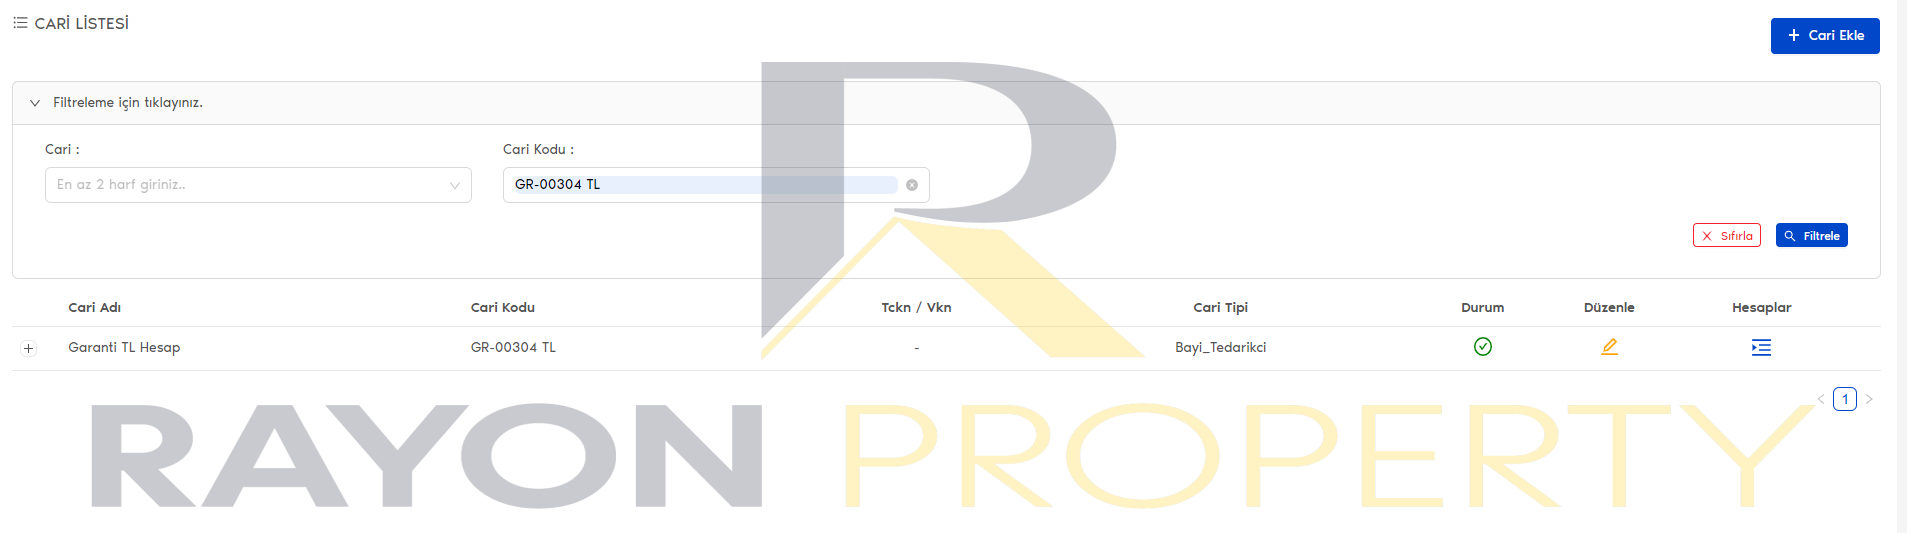 CARİ LİSTESİ
Cari Ekle
Filtreleme için tıklayınız.
Cari :
Cari Kodu :
En az 2 harf giriniz..
GR-00304 TL
Sıfırla
Filtrele
Cari Adı Cari Kodu Tckn / Vkn Cari Tipi Durum Düzenle Hesaplar
Garanti TL Hesap GR-00304 TL - Bayi_Tedarikci
1
RAYON PROPERTY